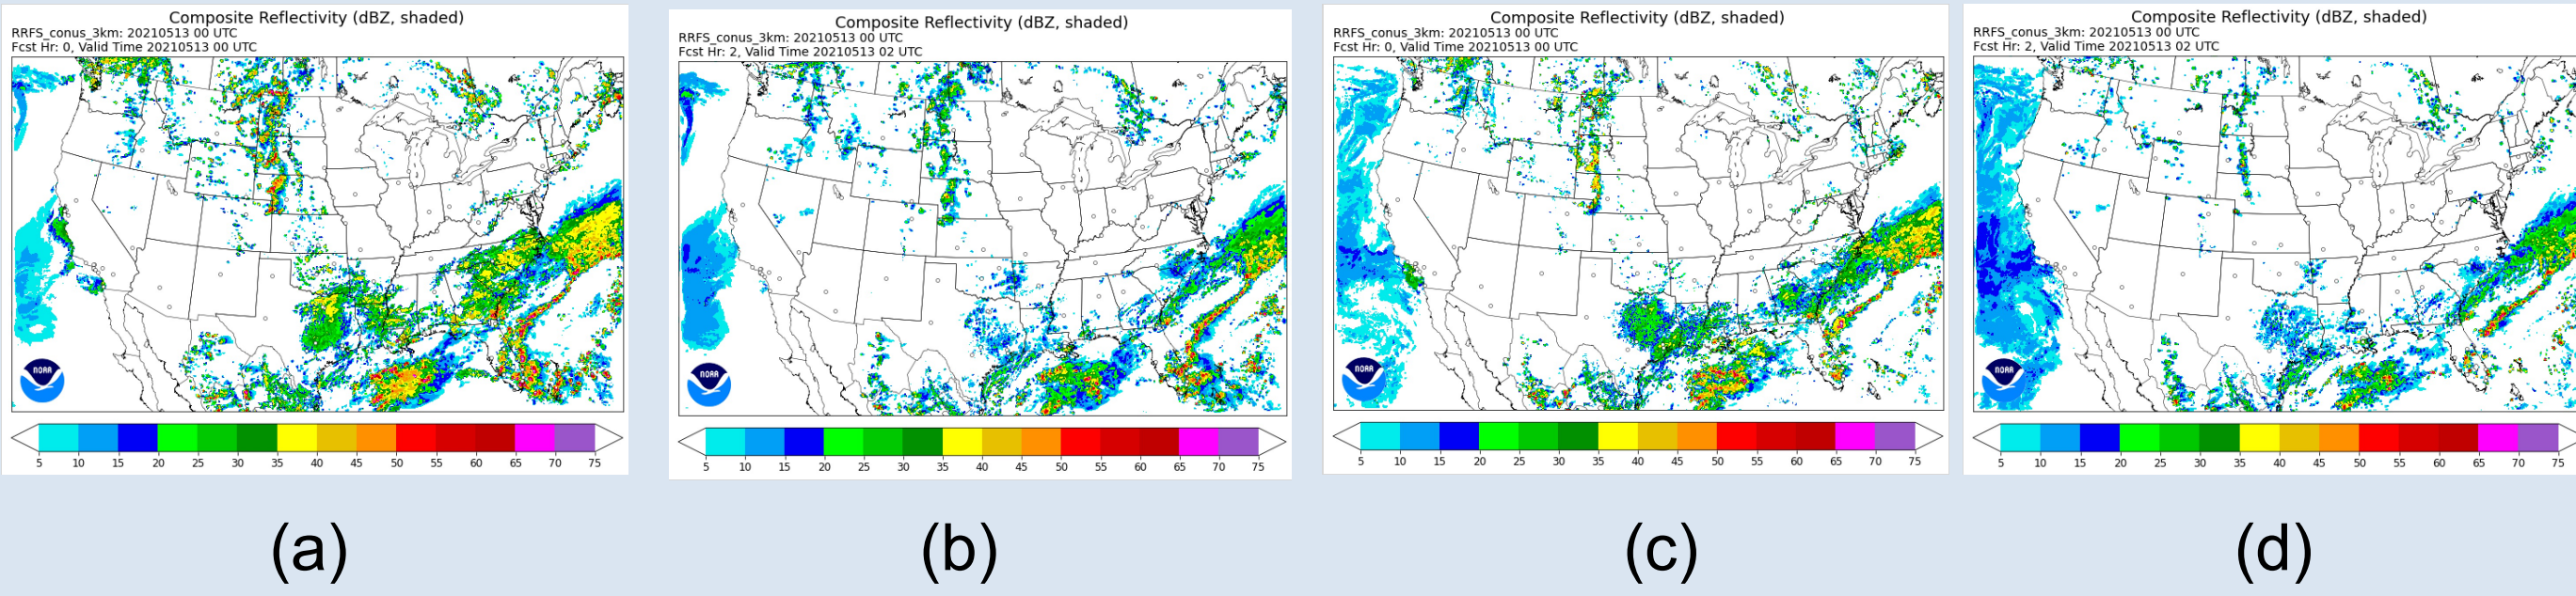 Composite Reflectivity (dBZ, shaded)
RRFS_conus_3km: 20210513 00 UTC
Fcst Hr: 0, Valid Time 20210513 00 UTC
NOAA
5 10 15 20 25 30 35 40 45 50 55 60 65 70 75
(a)
Composite Reflectivity (dBZ, shaded)
RRFS_conus_3km: 20210513 00 UTC
Fcst Hr: 2, Valid Time 20210513 02 UTC
NOAA
5 10 15 20 25 30 35 40 45 50 55 60 65 70 75
(b)
Composite Reflectivity (dBZ, shaded)
RRFS_conus_3km: 20210513 00 UTC
Fcst Hr: 0, Valid Time 20210513 00 UTC
NOAA
5 10 15 20 25 30 35 40 45 50 55 60 65 70 75
(c)
Composite Reflectivity (dBZ, shaded)
RRFS_conus_3km: 20210513 00 UTC
Fcst Hr: 2, Valid Time 20210513 02 UTC
NOAA
5 10 15 20 25 30 35 40 45 50 55 60 65 70 75
(d)